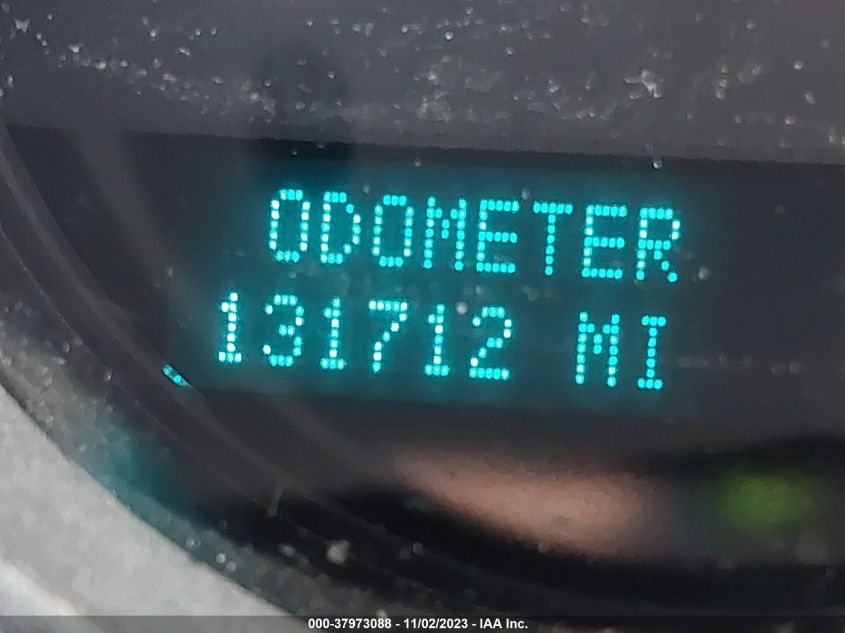 ODOMETER
131712 MI
000-37973088 - 11/02/2023 - IAA Inc.